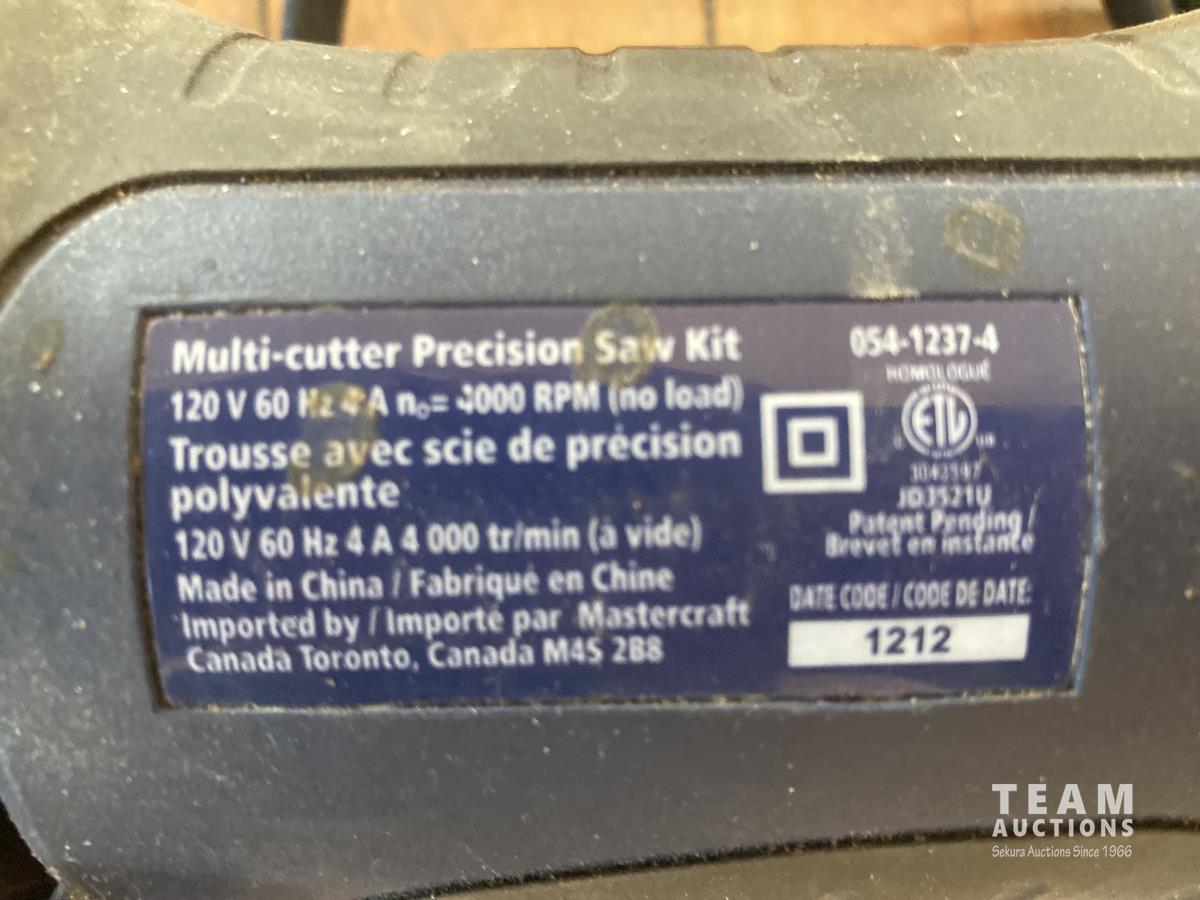 Multi-cutter Precision Saw Kit
120 V 60 Hz 4 A n₀= 4000 RPM (no load)
Trousse avec scie de précision
polyvalente
120 V 60 Hz 4 A 4 000 tr/min (à vide)
Made in China / Fabriqué en Chine
Imported by / Importé par Mastercraft
Canada Toronto, Canada M4S 2B8
054-1237-4
HOMOLOGUÉ
ETL
JD3521U
Patent Pending /
Brevet en instance
DATE CODE / CODE DE DATE:
1212
TEAM
AUCTIONS
Sekura Auctions Since 1966